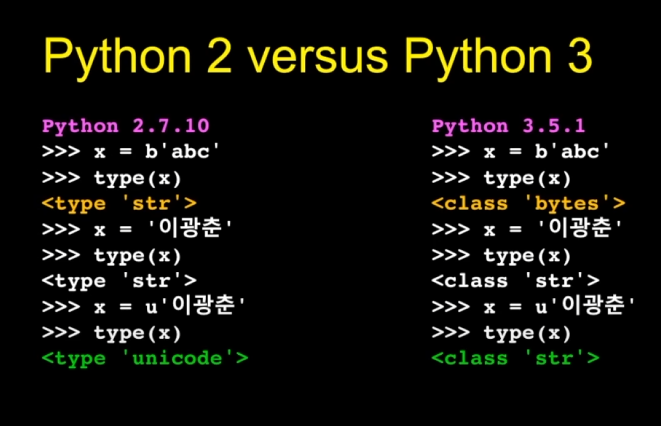 Python 2 versus Python 3
Python 2.7.10
>>> x = b'abc'
>>> type(x)
<type 'str'>
>>> x = '이광춘'
>>> type(x)
<type 'str'>
>>> x = u'이광춘'
>>> type(x)
<type 'unicode'>
Python 3.5.1
>>> x = b'abc'
>>> type(x)
<class 'bytes'>
>>> x = '이광춘'
>>> type(x)
<class 'str'>
>>> x = u'이광춘'
>>> type(x)
<class 'str'>